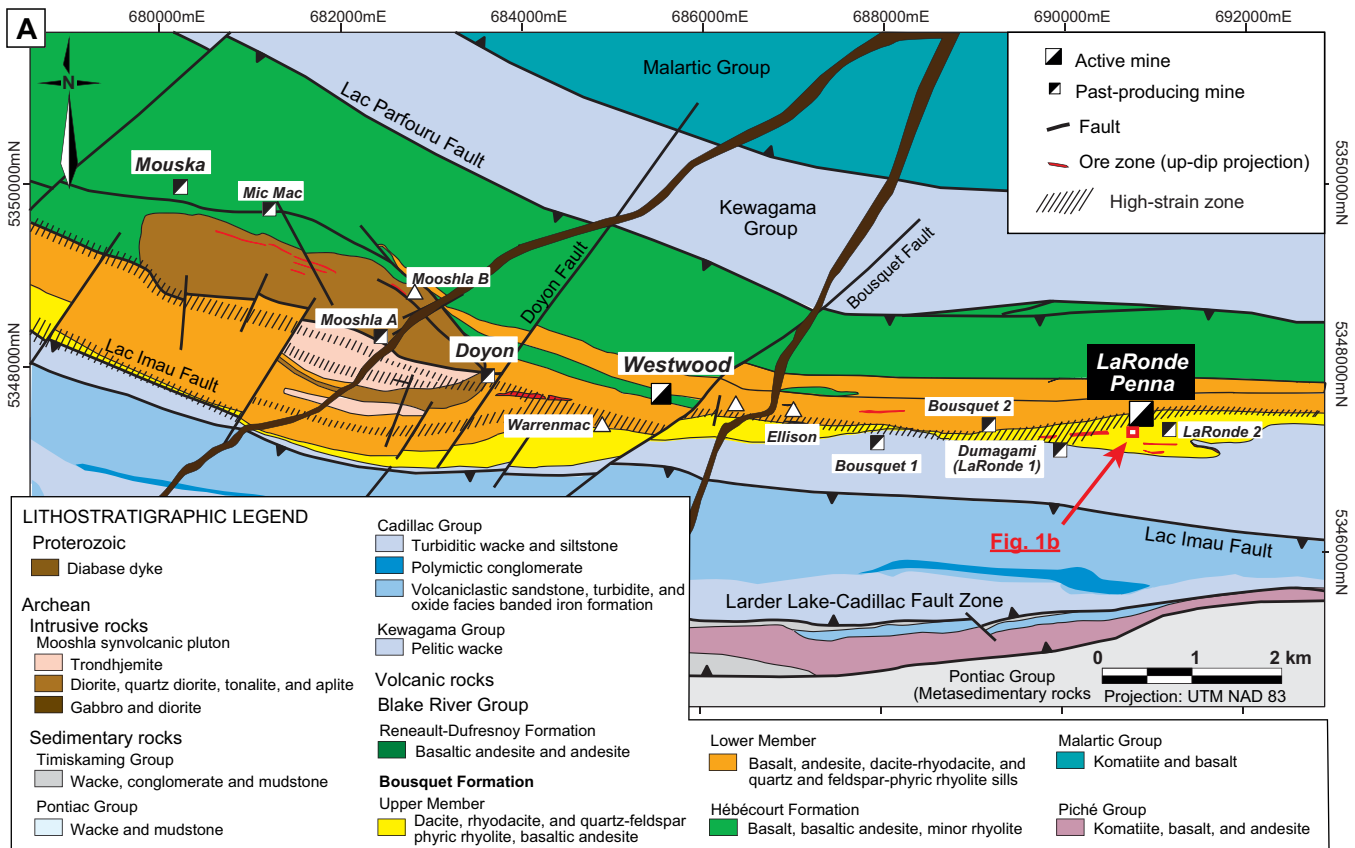 A
680000mE
682000mE
684000mE
686000mE
688000mE
690000mE
692000mE
N
Malartic Group
Active mine
Past-producing mine
Fault
Ore zone (up-dip projection)
High-strain zone
5350000mN
5350000mN
Lac Parfouru Fault
Mouska
Mic Mac
Kewagama
Group
Bousquet Fault
Mooshla B
Doyon Fault
Mooshla A
5348000mN
5348000mN
Lac Imau Fault
Doyon
Westwood
LaRonde
Penna
Warrenmac
Ellison
Bousquet 2
Bousquet 1
Dumagami
(LaRonde 1)
LaRonde 2
Fig. 1b
Lac Imau Fault
5346000mN
Larder Lake-Cadillac Fault Zone
0 1 2 km
Pontiac Group
(Metasedimentary rocks
Projection: UTM NAD 83
LITHOSTRATIGRAPHIC LEGEND
Proterozoic
Diabase dyke
Archean
Intrusive rocks
Mooshla synvolcanic pluton
Trondhjemite
Diorite, quartz diorite, tonalite, and aplite
Gabbro and diorite
Sedimentary rocks
Timiskaming Group
Wacke, conglomerate and mudstone
Pontiac Group
Wacke and mudstone
Cadillac Group
Turbiditic wacke and siltstone
Polymictic conglomerate
Volcaniclastic sandstone, turbidite, and
oxide facies banded iron formation
Kewagama Group
Pelitic wacke
Volcanic rocks
Blake River Group
Reneault-Dufresnoy Formation
Basaltic andesite and andesite
Bousquet Formation
Upper Member
Dacite, rhyodacite, and quartz-feldspar
phyric rhyolite, basaltic andesite
Lower Member
Basalt, andesite, dacite-rhyodacite, and
quartz and feldspar-phyric rhyolite sills
Hébécourt Formation
Basalt, basaltic andesite, minor rhyolite
Malartic Group
Komatiite and basalt
Piché Group
Komatiite, basalt, and andesite